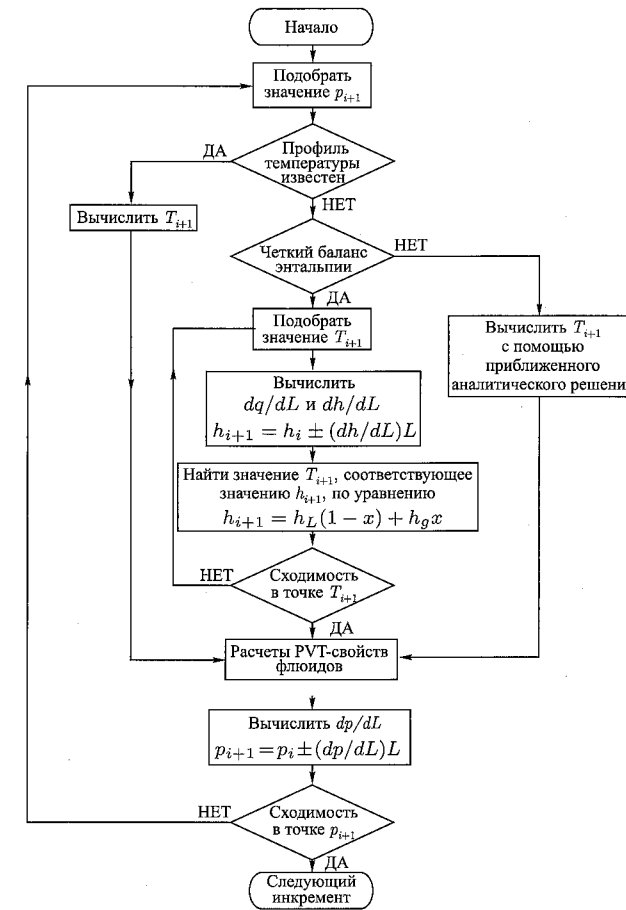 Начало
Подобрать
значение p_{i+1}
ДА
Профиль
температуры
известен
Вычислить T_{i+1}
НЕТ
Четкий баланс
энтальпии
НЕТ
ДА
Подобрать
значение T_{i+1}
Вычислить T_{i+1}
с помощью
приближенного
аналитического решени
Вычислить
dq/dL и dh/dL
h_{i+1} = h_i ± (dh/dL)L
Найти значение T_{i+1}, соответствующее
значению h_{i+1}, по уравнению
h_{i+1} = h_L(1 − x) + h_g x
НЕТ
Сходимость
в точке T_{i+1}
ДА
Расчеты PVT-свойств
флюидов
Вычислить dp/dL
p_{i+1} = p_i ± (dp/dL)L
НЕТ
Сходимость
в точке p_{i+1}
ДА
Следующий
инкремент